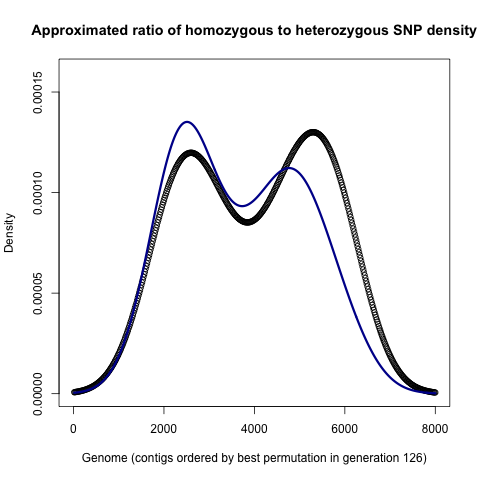 Approximated ratio of homozygous to heterozygous SNP density
0.00015
0.00010
0.00005
0.00000
Density
0 2000 4000 6000 8000
Genome (contigs ordered by best permutation in generation 126)